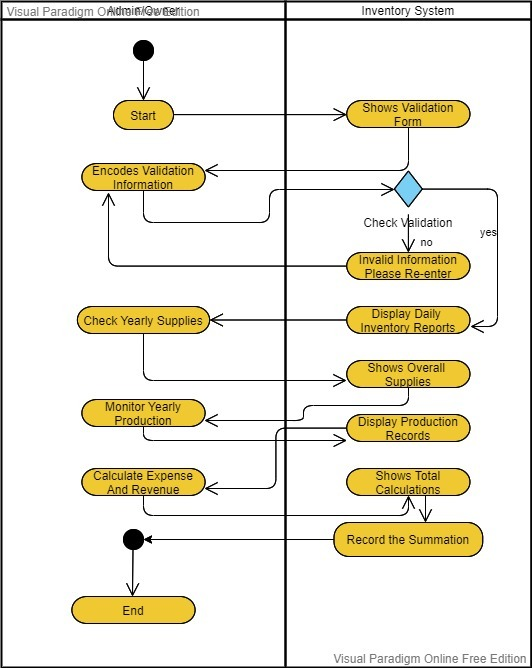 Visual Paradigm Online Free Edition
Admin/Owner
Inventory System
Start
Shows Validation
Form
Encodes Validation
Information
Check Validation
yes
no
Invalid Information
Please Re-enter
Check Yearly Supplies
Display Daily
Inventory Reports
Shows Overall
Supplies
Monitor Yearly
Production
Display Production
Records
Calculate Expense
And Revenue
Shows Total
Calculations
Record the Summation
End
Visual Paradigm Online Free Edition